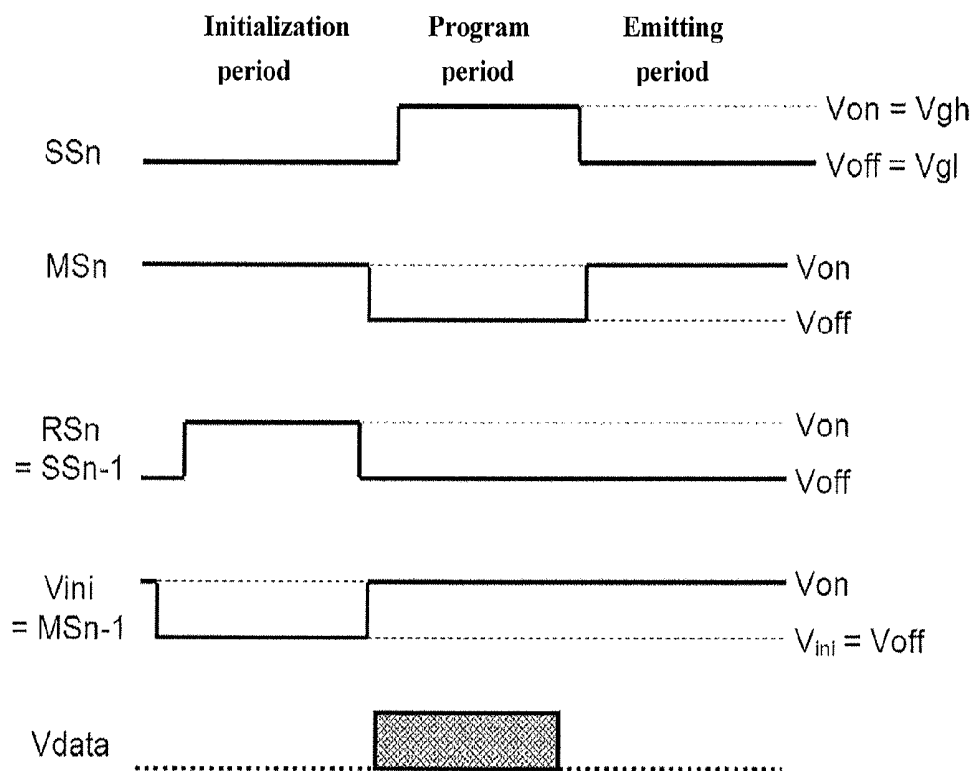 Initialization period
Program period
Emitting period
SSn
Von = Vgh
Voff = Vgl
MSn
Von
Voff
RSn
= SSn-1
Von
Voff
Vini
= MSn-1
Von
Vini = Voff
Vdata